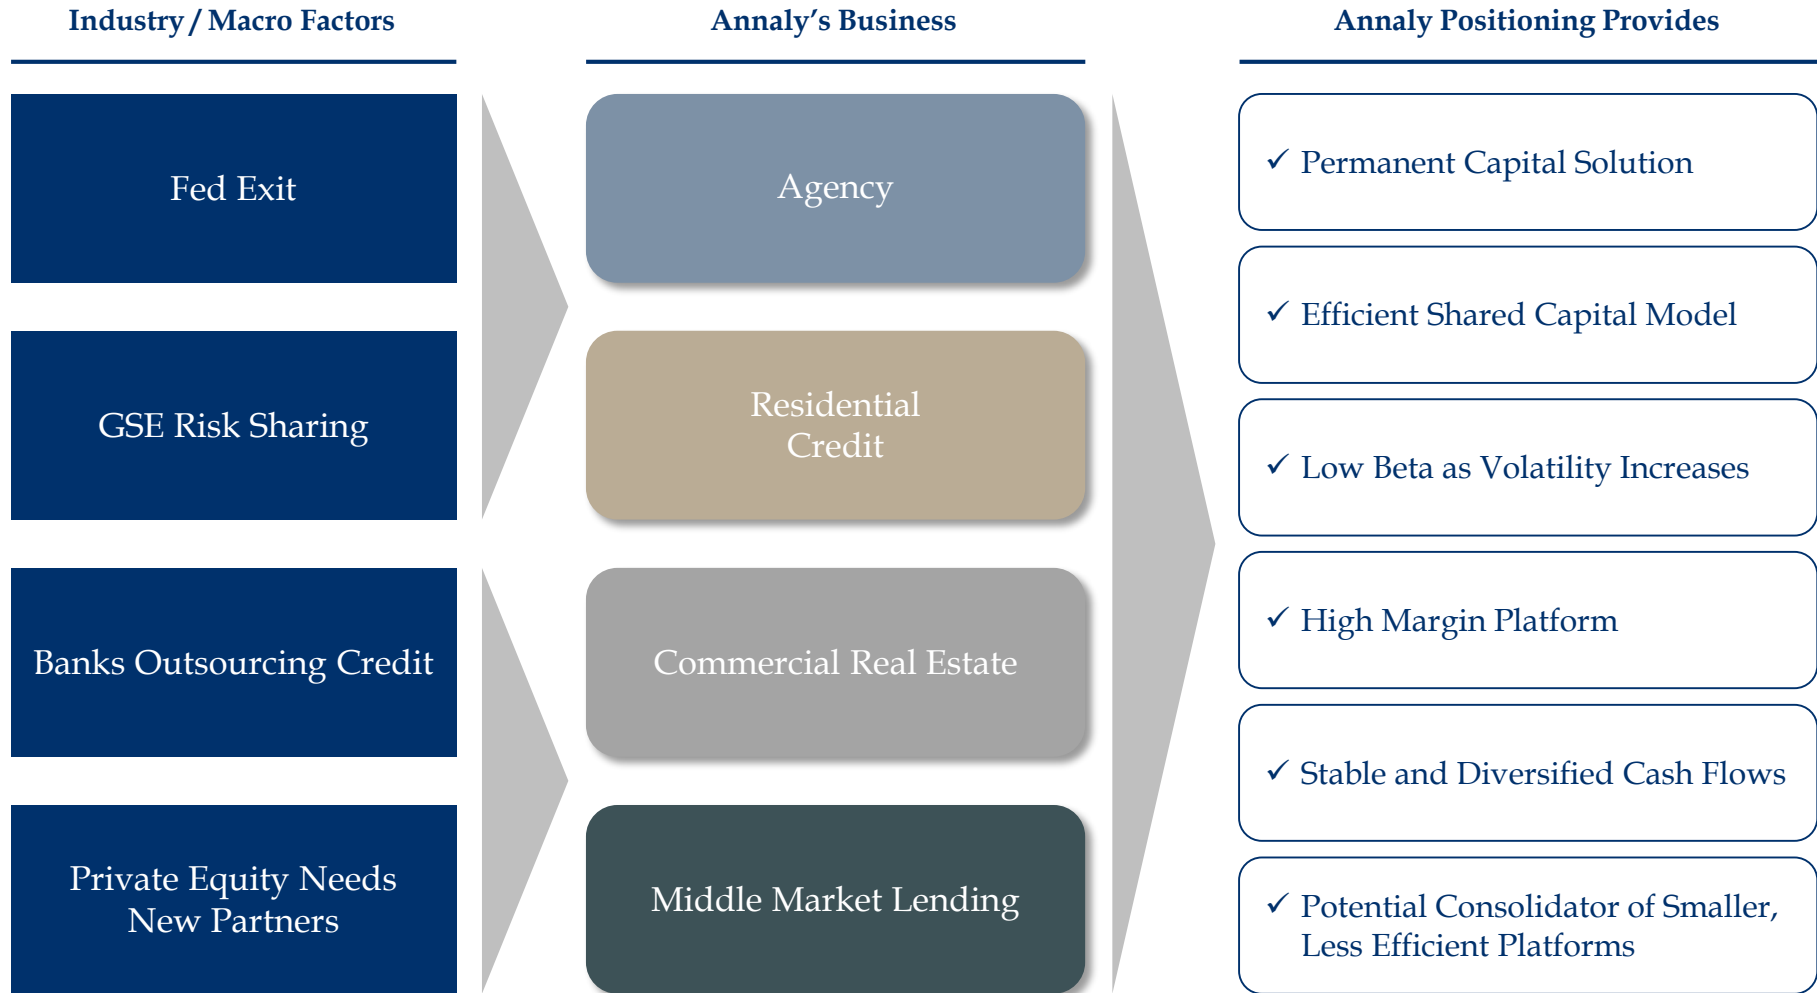 Industry / Macro Factors
Fed Exit
GSE Risk Sharing
Banks Outsourcing Credit
Private Equity Needs
New Partners
Annaly’s Business
Agency
Residential
Credit
Commercial Real Estate
Middle Market Lending
Annaly Positioning Provides
✓ Permanent Capital Solution
✓ Efficient Shared Capital Model
✓ Low Beta as Volatility Increases
✓ High Margin Platform
✓ Stable and Diversified Cash Flows
✓ Potential Consolidator of Smaller,
Less Efficient Platforms